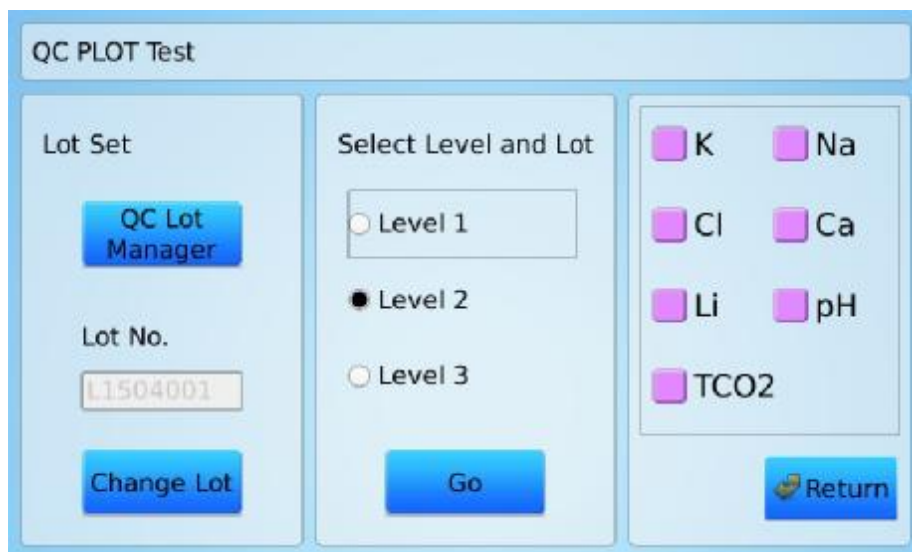 QC PLOT Test
Lot Set
QC Lot
Manager
Lot No.
L1504001
Change Lot
Select Level and Lot
Level 1
Level 2
Level 3
Go
K
Na
Cl
Ca
Li
pH
TCO2
Return